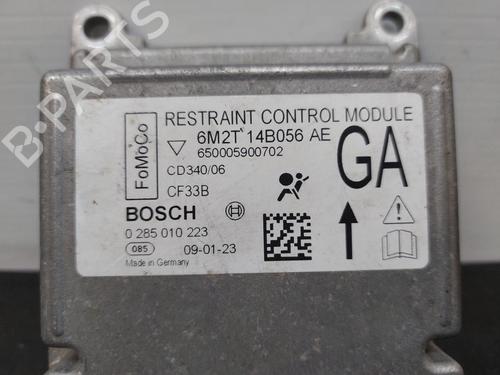 RESTRAINT CONTROL MODULE
FoMoCo
6M2T 14B056 AE
650005900702
CD340/06
CF33B
GA
BOSCH
0 285 010 223
085
09-01-23
Made in Germany
B-PARTS